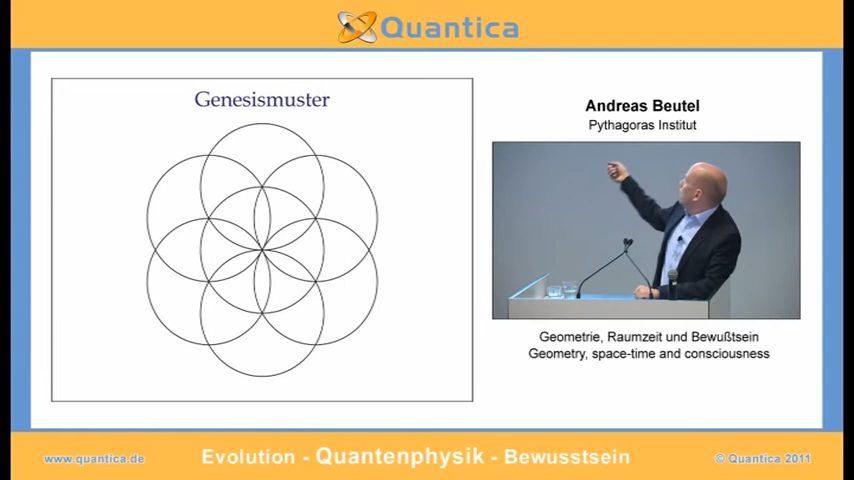 Quantica
Genesismuster
Andreas Beutel
Pythagoras Institut
Geometrie, Raumzeit und Bewußtsein
Geometry, space-time and consciousness
www.quantica.de
Evolution - Quantenphysik - Bewusstsein
© Quantica 2011